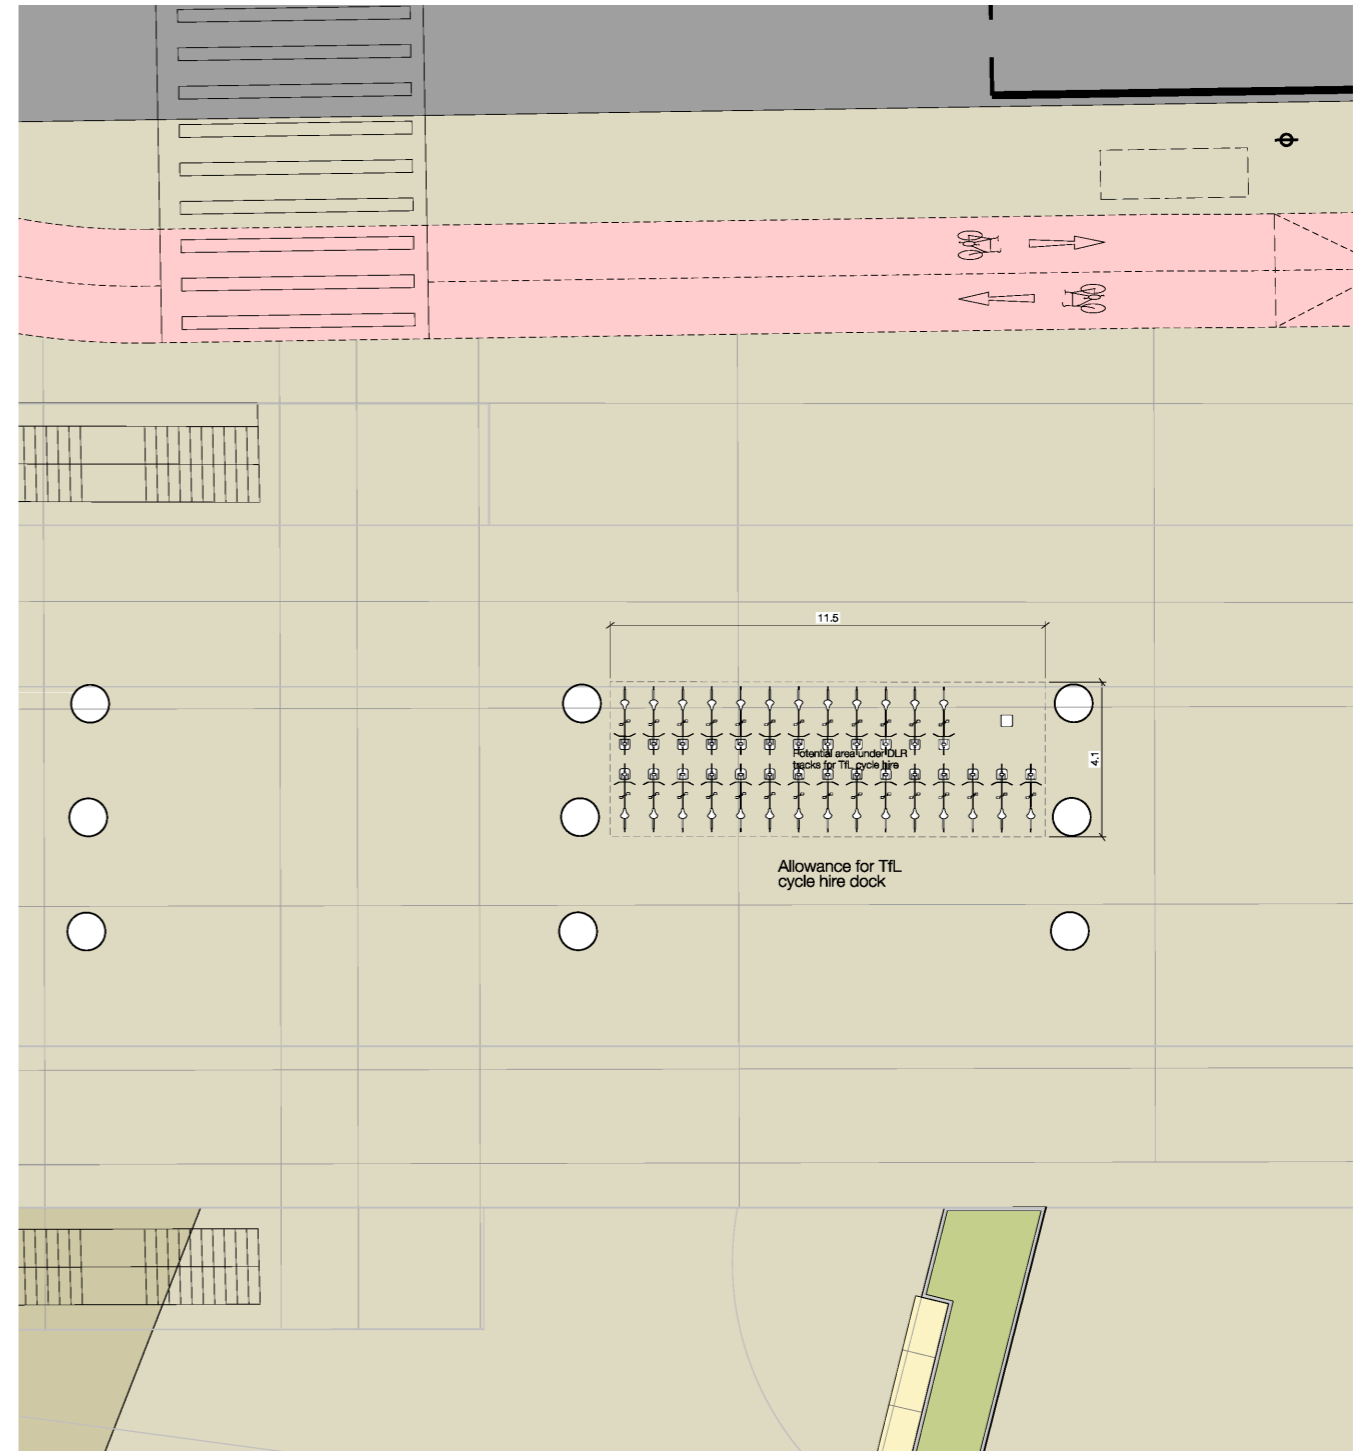 11.5
Potential area under DLR
tracks for TfL cycle hire
4.1
Allowance for TfL
cycle hire dock